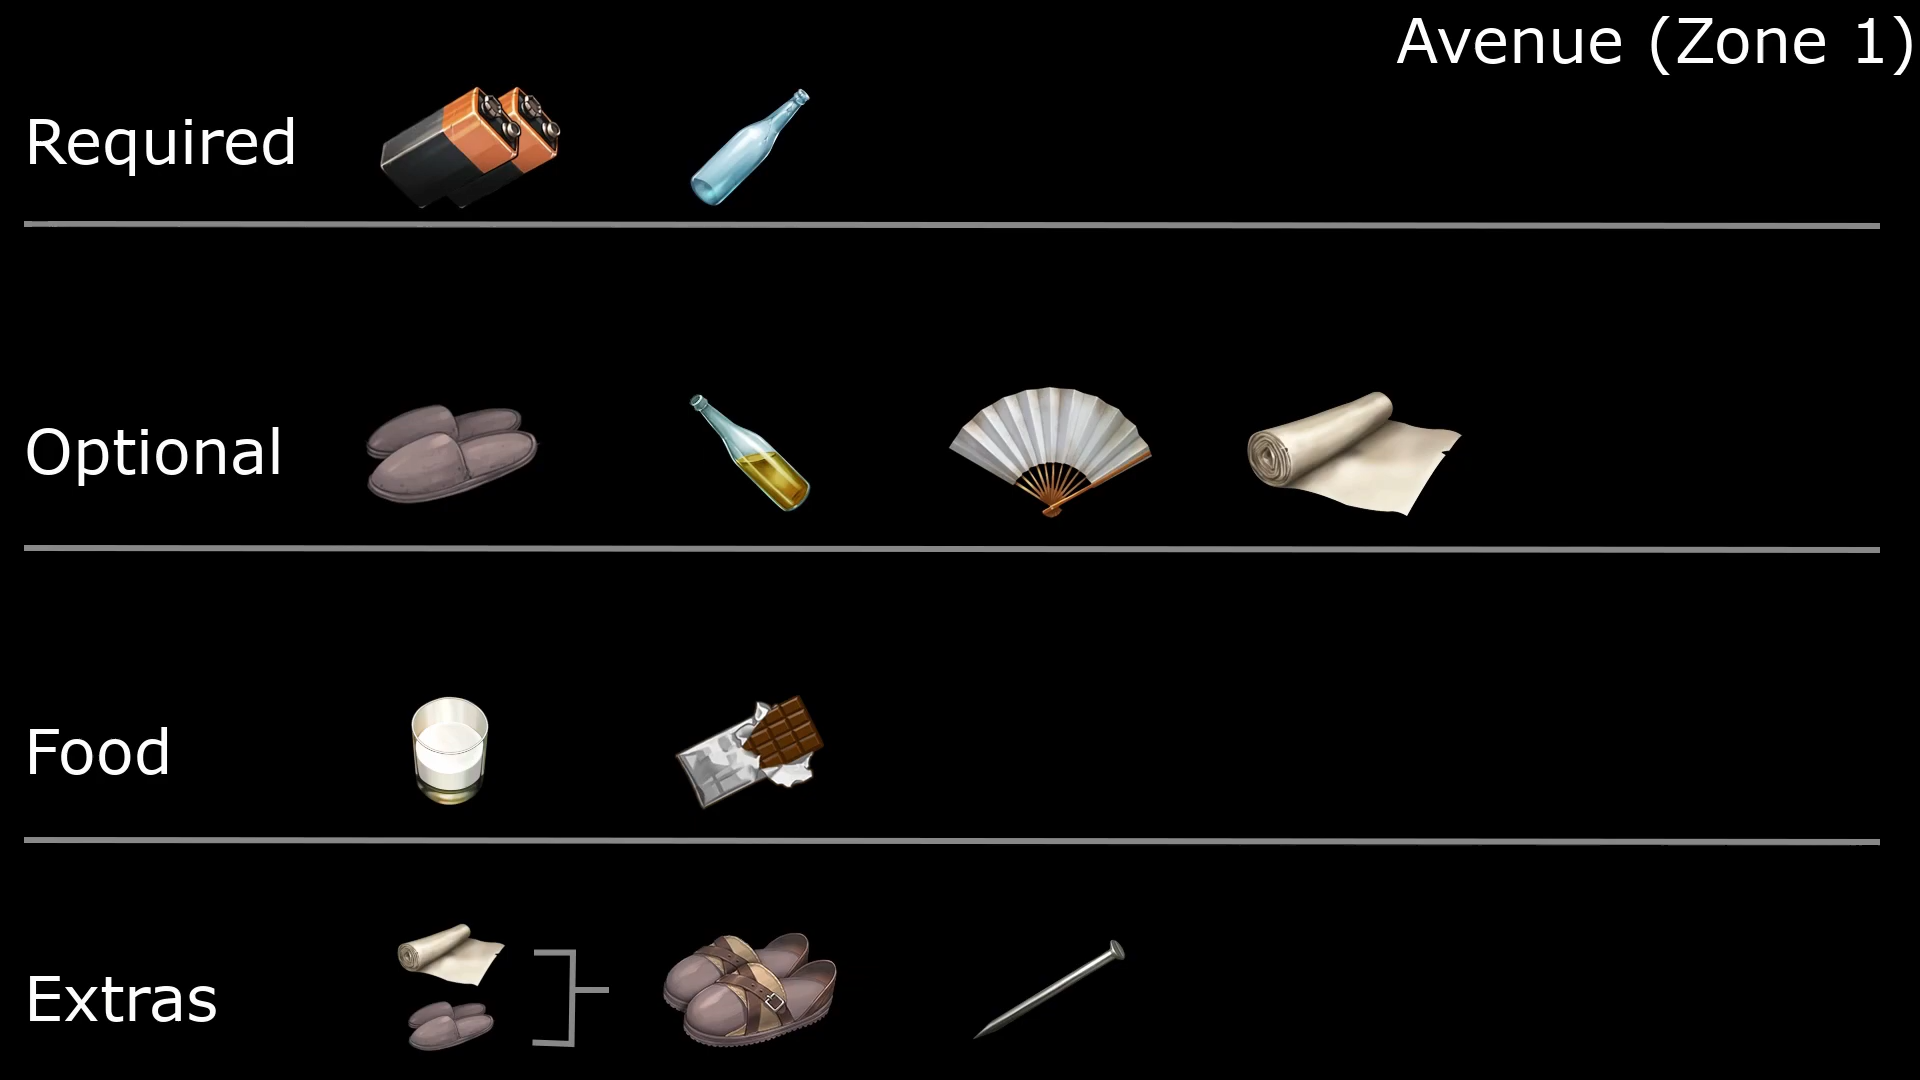 Avenue (Zone 1)
Required
Optional
Food
Extras